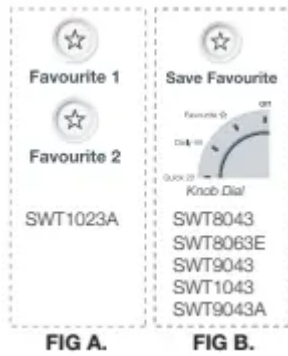 Favourite 1
Favourite 2
SWT1023A
FIG A.
Save Favourite
Off
Favourite
Daily
Quick
Knob Dial
SWT8043
SWT8063E
SWT9043
SWT1043
SWT9043A
FIG B.